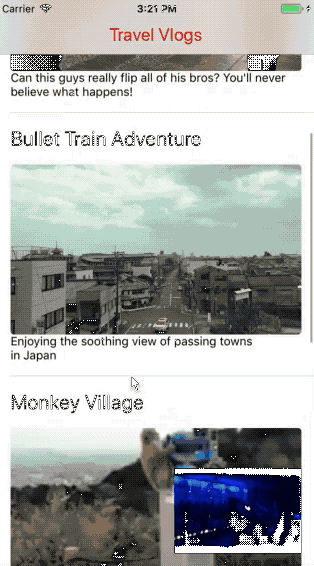 Carrier 3:21 PM
Travel Vlogs
Can this guys really flip all of his bros? You'll never
believe what happens!
Bullet Train Adventure
Enjoying the soothing view of passing towns
in Japan
Monkey Village